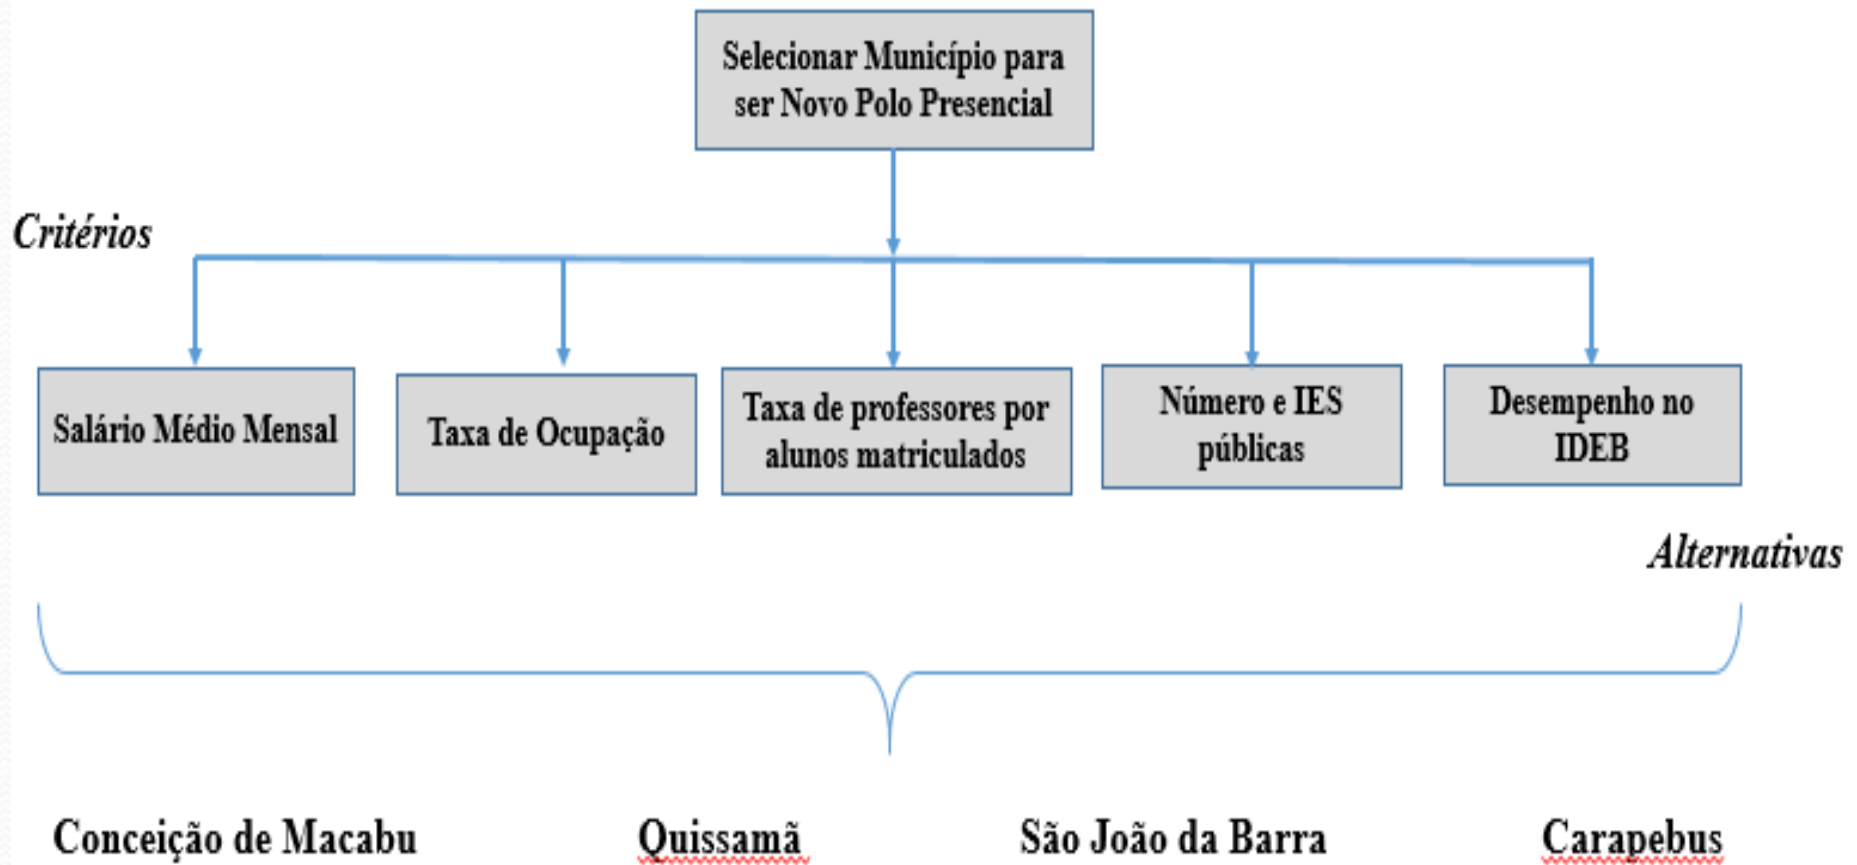 Selecionar Município para
ser Novo Polo Presencial
Critérios
Salário Médio Mensal
Taxa de Ocupação
Taxa de professores por
alunos matriculados
Número e IES
públicas
Desempenho no
IDEB
Alternativas
Conceição de Macabu
Quissamã
São João da Barra
Carapebus